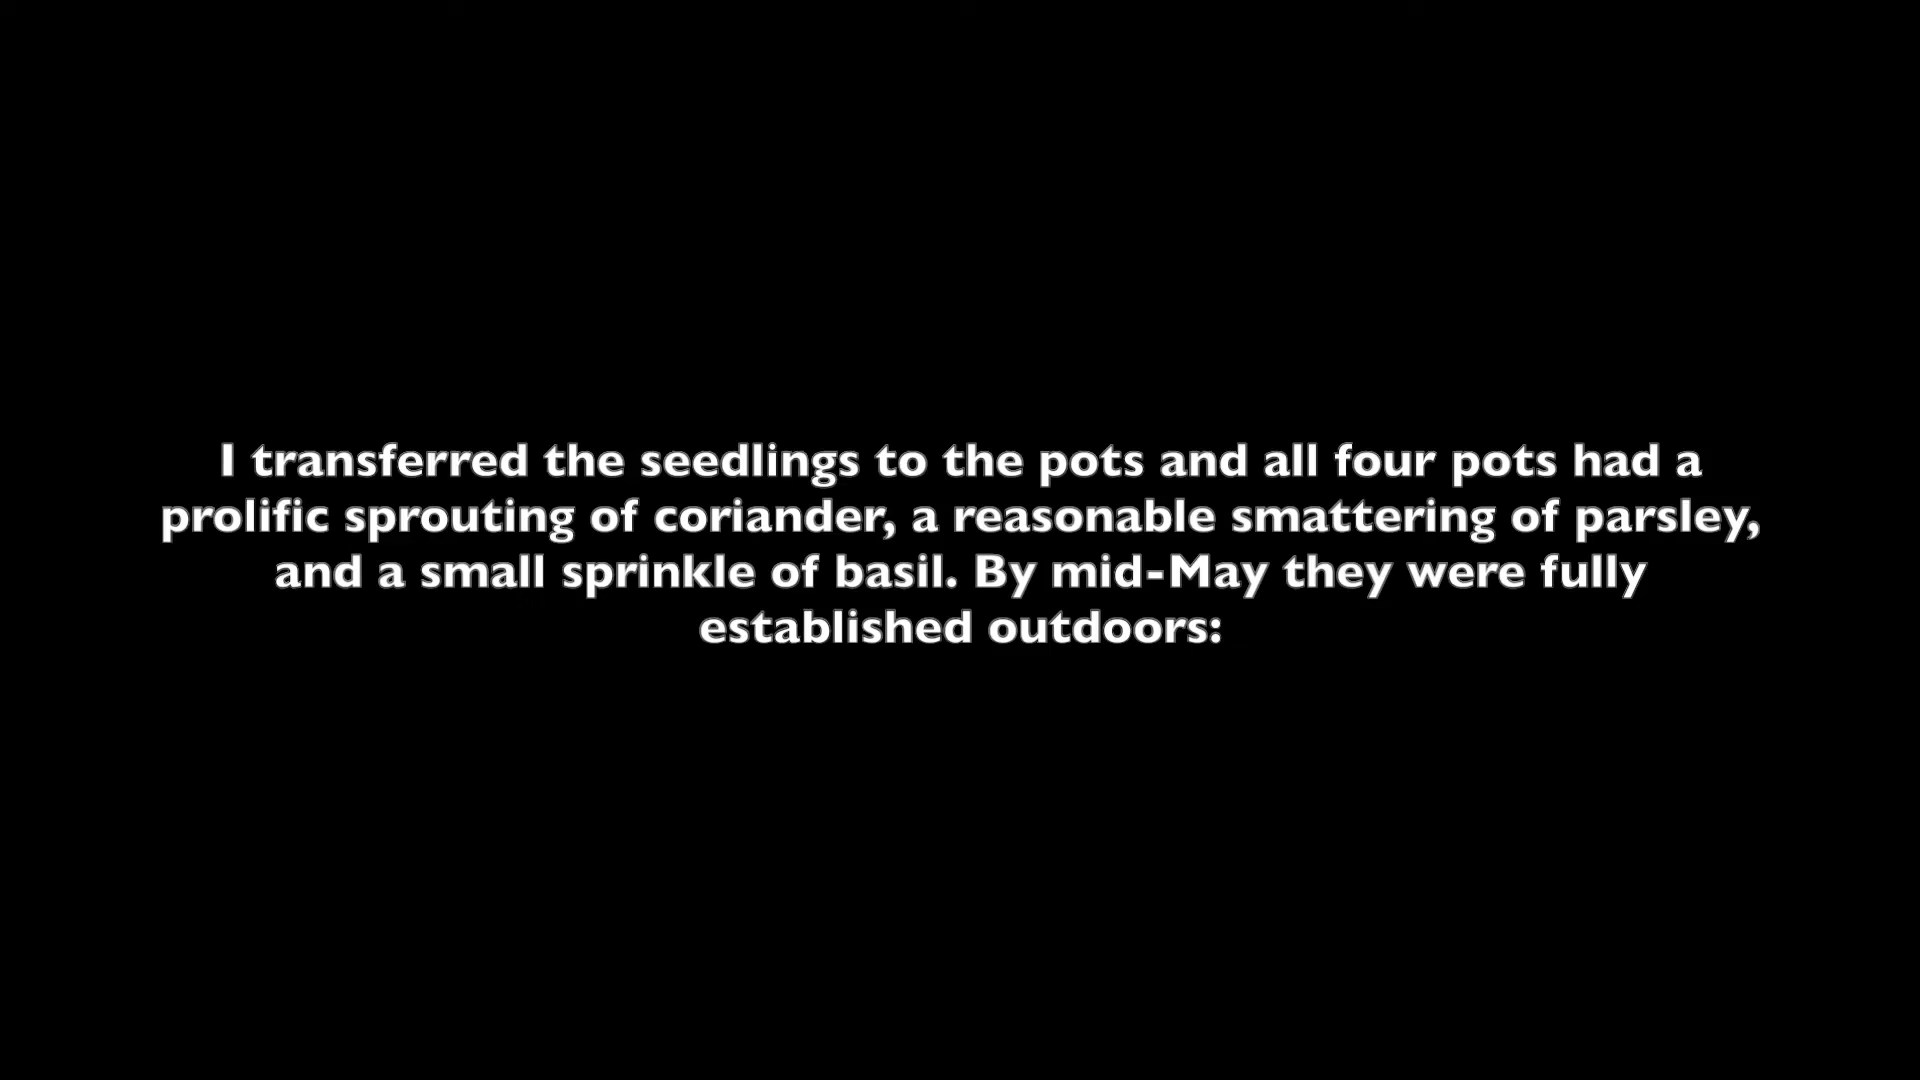 I transferred the seedlings to the pots and all four pots had a
prolific sprouting of coriander, a reasonable smattering of parsley,
and a small sprinkle of basil. By mid-May they were fully
established outdoors: